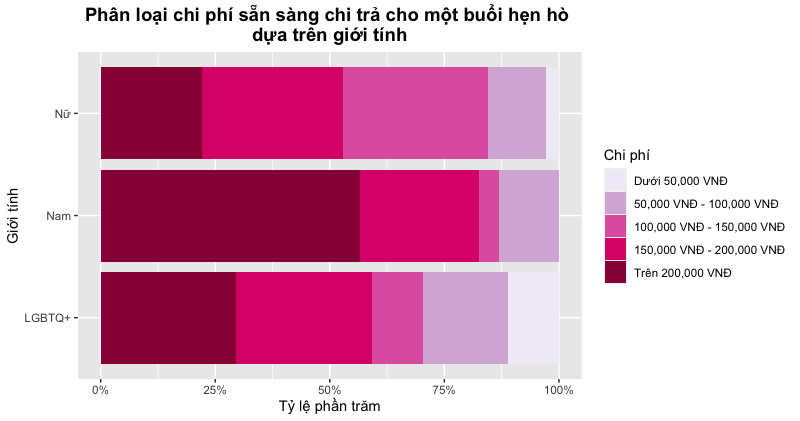 Phân loại chi phí sẵn sàng chi trả cho một buổi hẹn hò
dựa trên giới tính
Giới tính
Nữ
Nam
LGBTQ+
0%
25%
50%
75%
100%
Tỷ lệ phần trăm
Chi phí
Dưới 50,000 VNĐ
50,000 VNĐ - 100,000 VNĐ
100,000 VNĐ - 150,000 VNĐ
150,000 VNĐ - 200,000 VNĐ
Trên 200,000 VNĐ